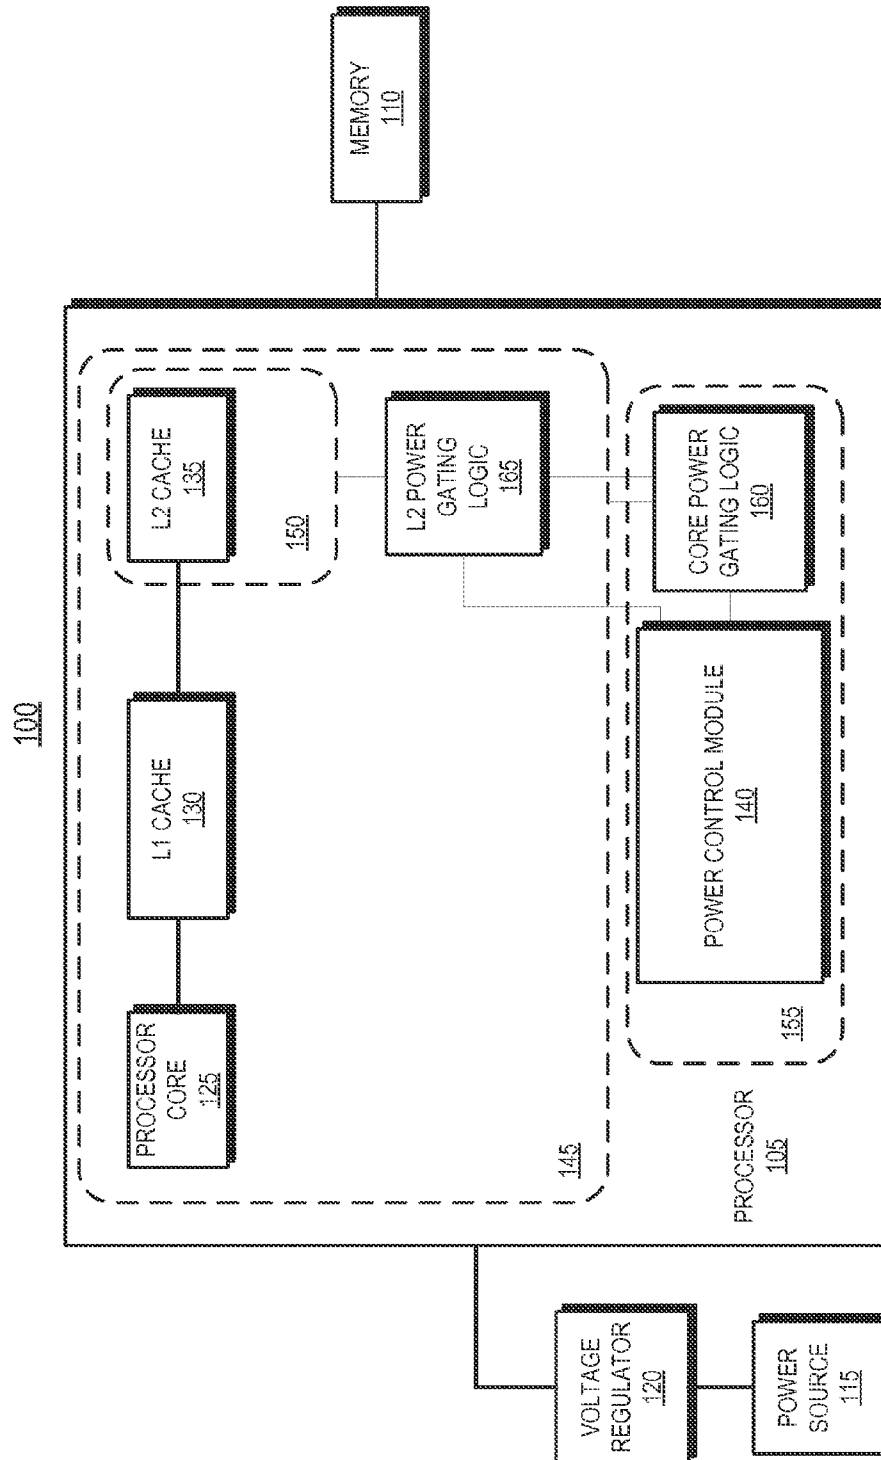 100
PROCESSOR
CORE
125
L1 CACHE
130
L2 CACHE
135
150
L2 POWER
GATING
LOGIC
165
145
CORE POWER
GATING LOGIC
160
POWER CONTROL MODULE
140
155
PROCESSOR
105
MEMORY
110
VOLTAGE
REGULATOR
120
POWER
SOURCE
115